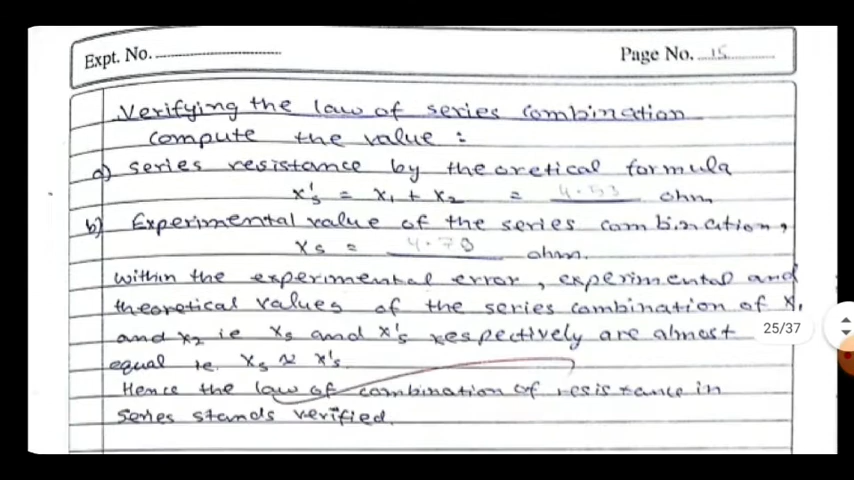 Expt. No. Page No. 15
Verifying the law of series combination
compute the value :
a) series resistance by theoretical formula
x's = x1 + x2 = 4.53 ohm
b) Experimental value of the series combination,
xs = 4.78 ohm.
within the experimental error, experimental and
theoretical values of the series combination of x1
and x2 ie xs and x's respectively are almost
25/37
equal ie. xs ≈ x's.
Hence the law of combination of resistance in
series stands verified.